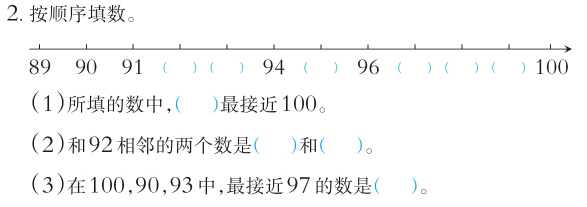 2. 按顺序填数。
89 90 91 ( ) ( ) 94 ( ) 96 ( ) ( ) ( ) 100
(1)所填的数中,( )最接近100。
(2)和92相邻的两个数是( )和( )。
(3)在100,90,93中,最接近97的数是( )。